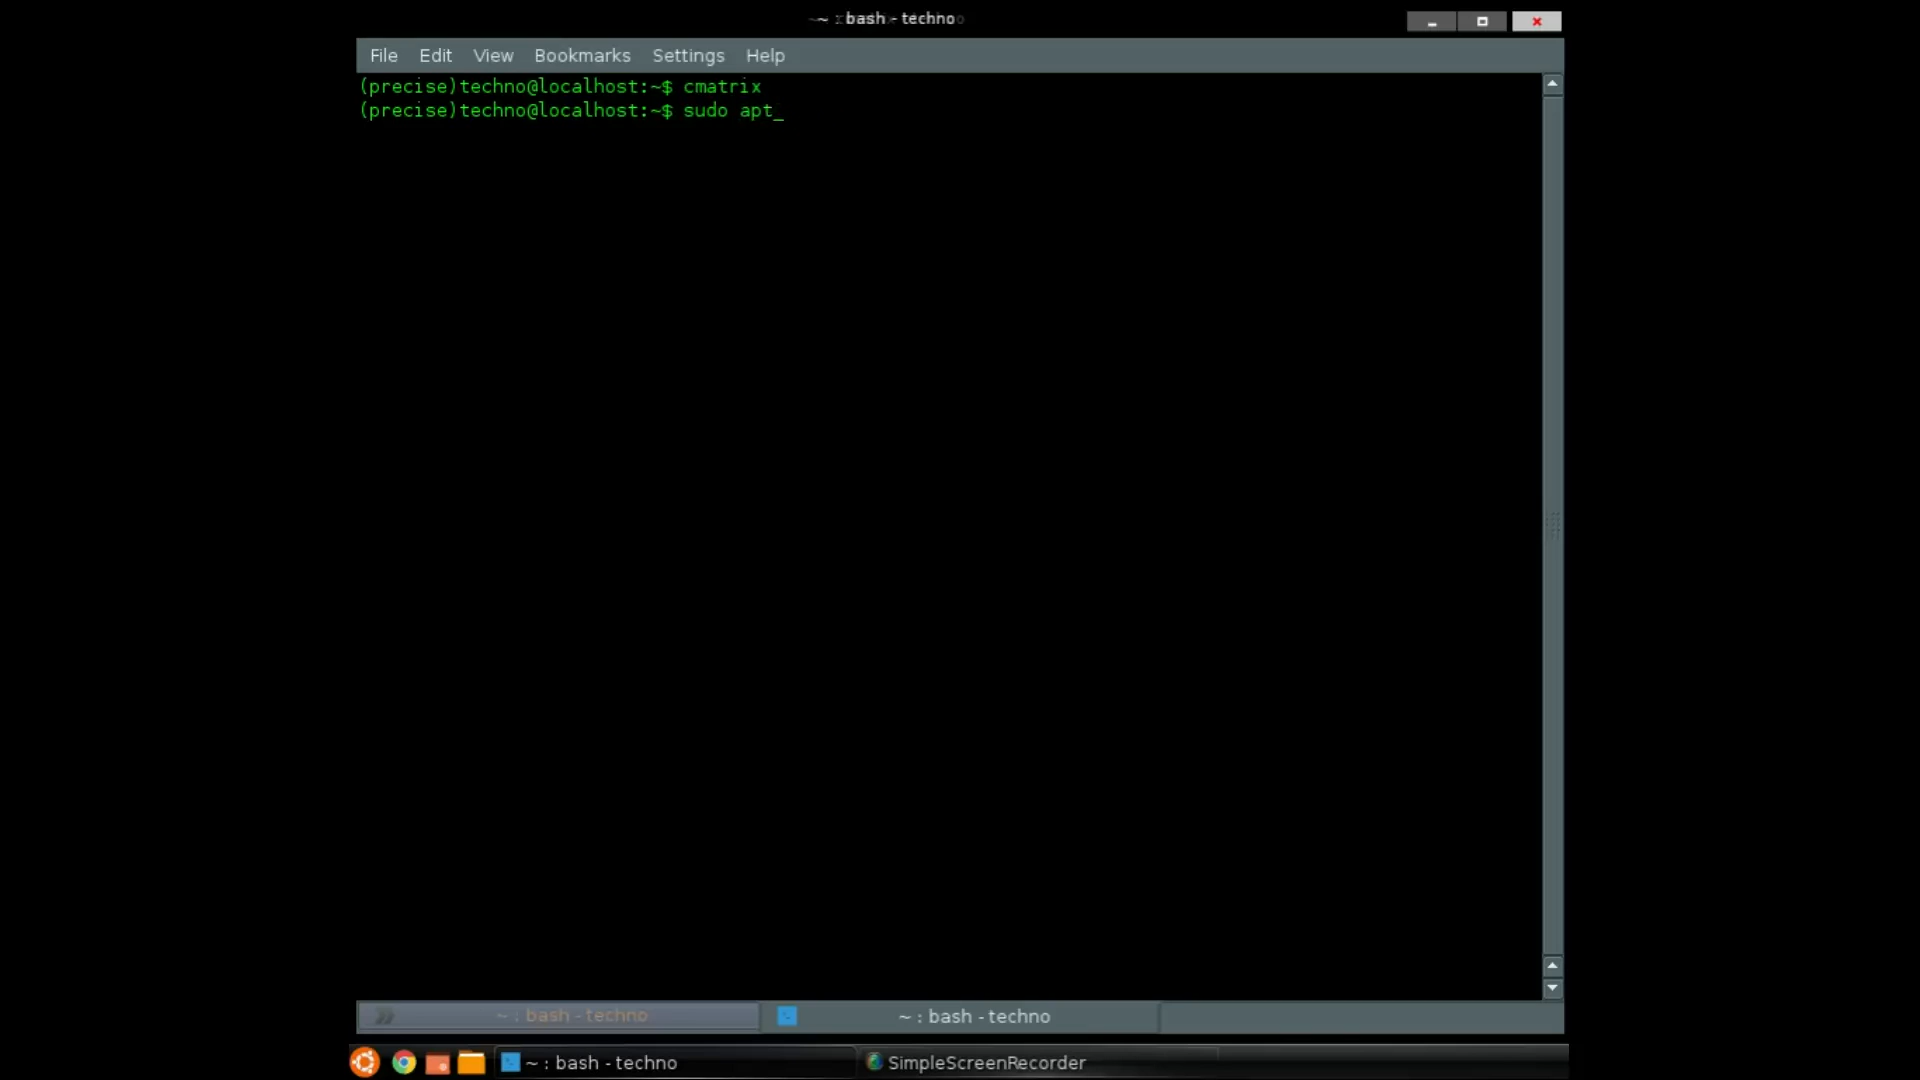 ~ : bash - techno
File Edit View Bookmarks Settings Help
(precise)techno@localhost:~$ cmatrix
(precise)techno@localhost:~$ sudo apt_
~ : bash - techno
~ : bash - techno
~ : bash - techno
SimpleScreenRecorder